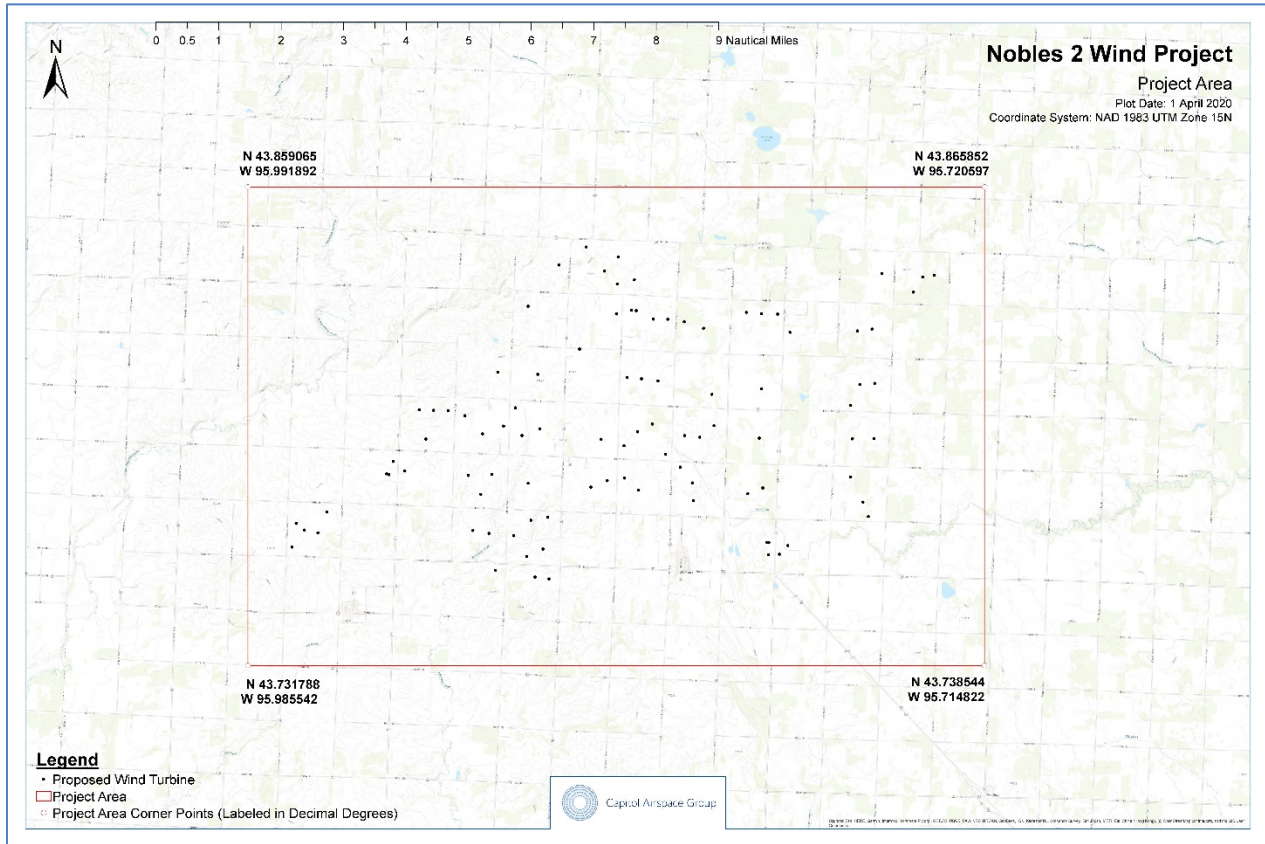 0 0.5 1 2 3 4 5 6 7 8 9 Nautical Miles
N
Nobles 2 Wind Project
Project Area
Plot Date: 1 April 2020
Coordinate System: NAD 1983 UTM Zone 15N
N 43.859065
W 95.991892
N 43.865852
W 95.720597
N 43.731788
W 95.985542
N 43.738544
W 95.714822
Legend
Proposed Wind Turbine
Project Area
Project Area Corner Points (Labeled in Decimal Degrees)
Capitol Airspace Group